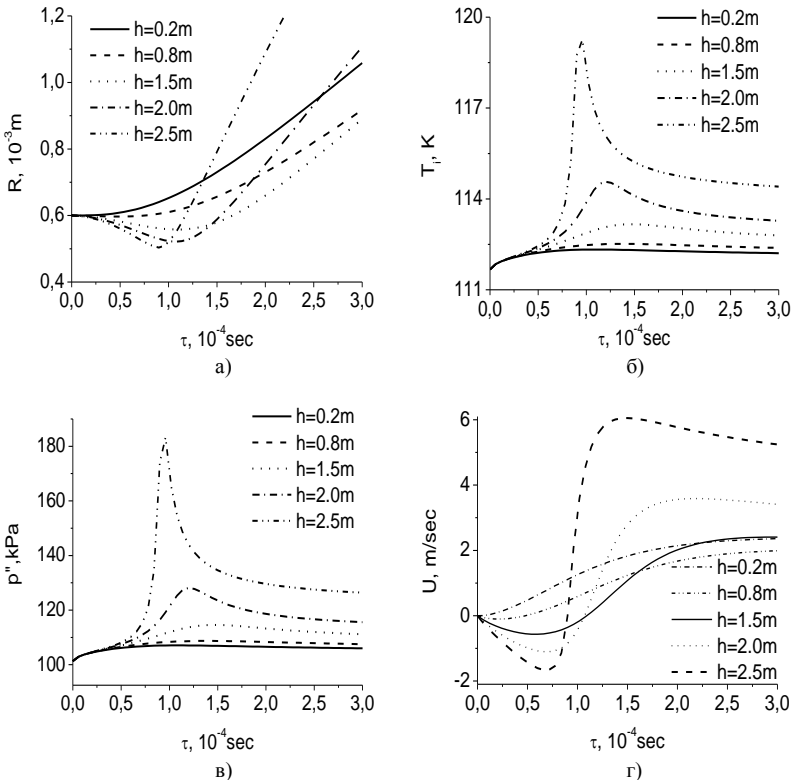 1,2
1,0
0,8
0,6
0,4
R, 10⁻³m
h=0.2m
h=0.8m
h=1.5m
h=2.0m
h=2.5m
0,0 0,5 1,0 1,5 2,0 2,5 3,0
τ, 10⁻⁴sec
а)
120
117
114
111
Tᵢ, K
h=0.2m
h=0.8m
h=1.5m
h=2.0m
h=2.5m
0,0 0,5 1,0 1,5 2,0 2,5 3,0
τ, 10⁻⁴sec
б)
180
160
140
120
100
p",kPa
h=0.2m
h=0.8m
h=1.5m
h=2.0m
h=2.5m
0,0 0,5 1,0 1,5 2,0 2,5 3,0
τ, 10⁻⁴sec
в)
6
4
2
0
-2
U, m/sec
h=0.2m
h=0.8m
h=1.5m
h=2.0m
h=2.5m
0,0 0,5 1,0 1,5 2,0 2,5 3,0
τ, 10⁻⁴sec
г)